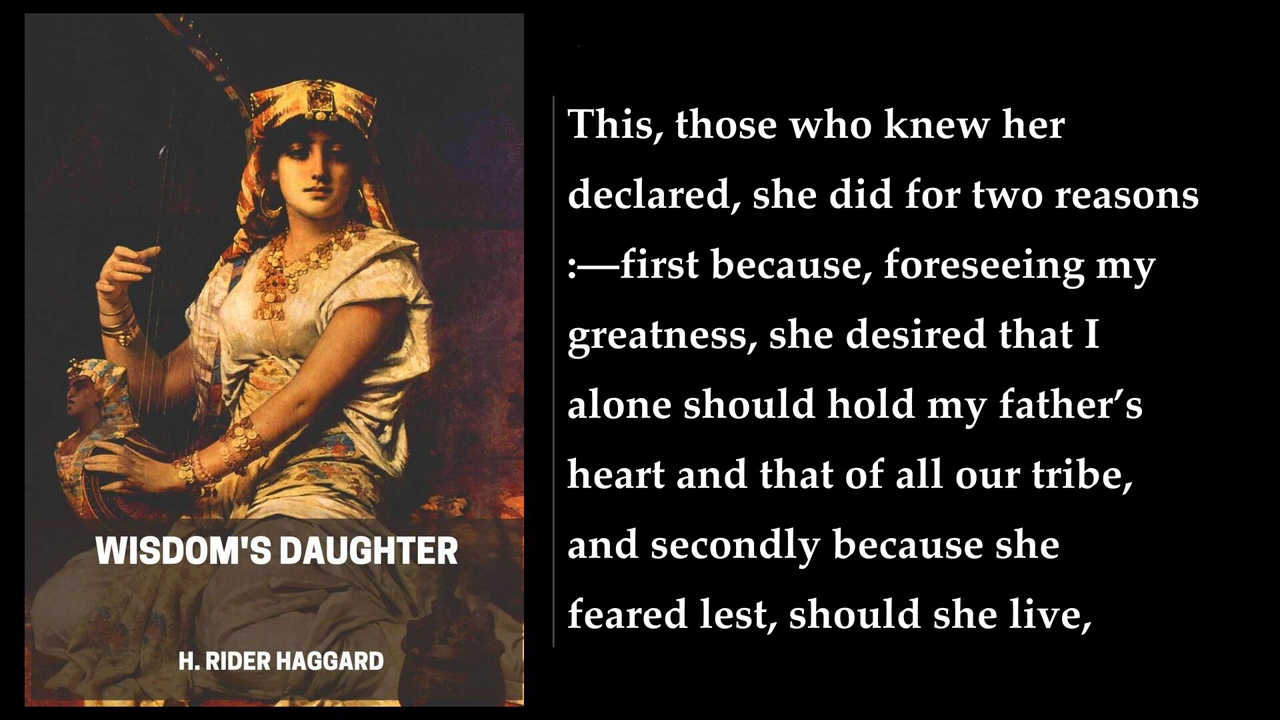 WISDOM'S DAUGHTER
H. RIDER HAGGARD
This, those who knew her
declared, she did for two reasons
:—first because, foreseeing my
greatness, she desired that I
alone should hold my father’s
heart and that of all our tribe,
and secondly because she
feared lest, should she live,